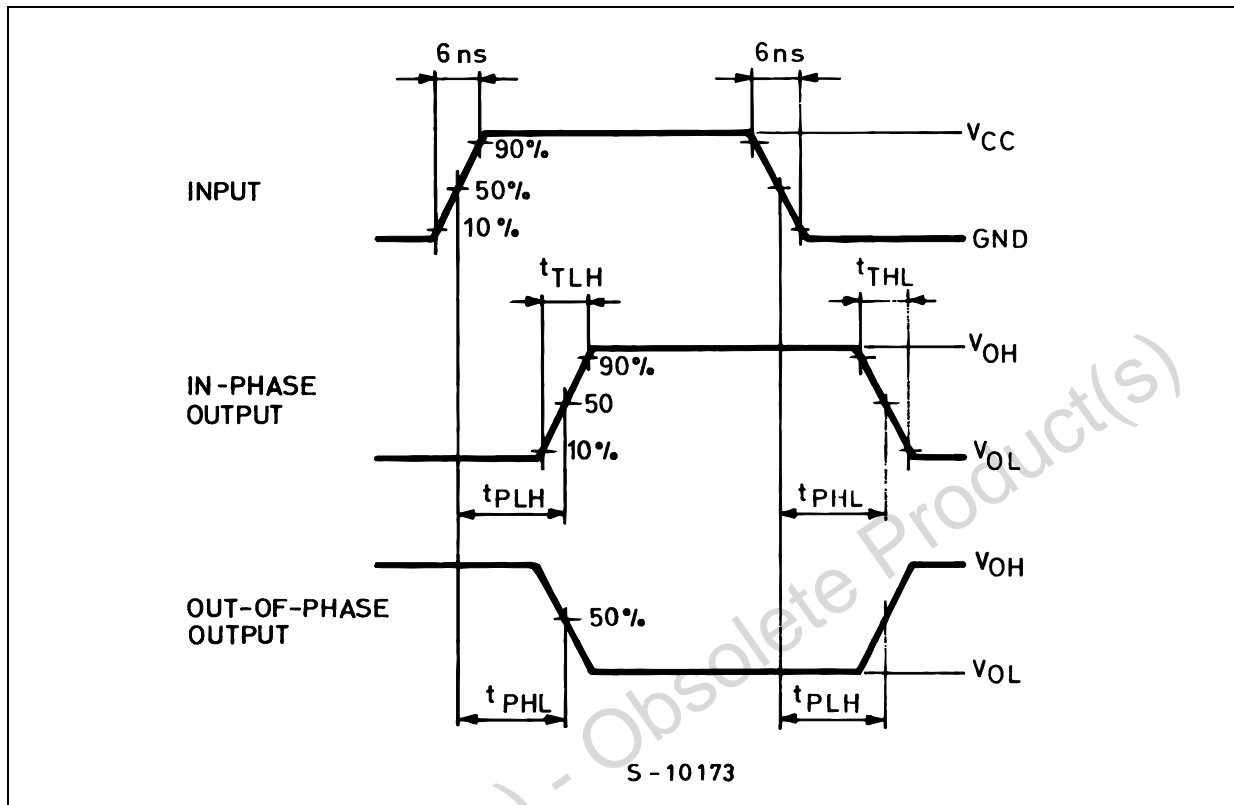 6 ns
6ns
VCC
90%
INPUT
50%
10%
GND
tTLH
tTHL
VOH
90%
IN-PHASE
OUTPUT
50
10%
VOL
tPLH
tPHL
VOH
OUT-OF-PHASE
OUTPUT
50%
VOL
tPHL
tPLH
S-10173
) - Obsolete Product(s)